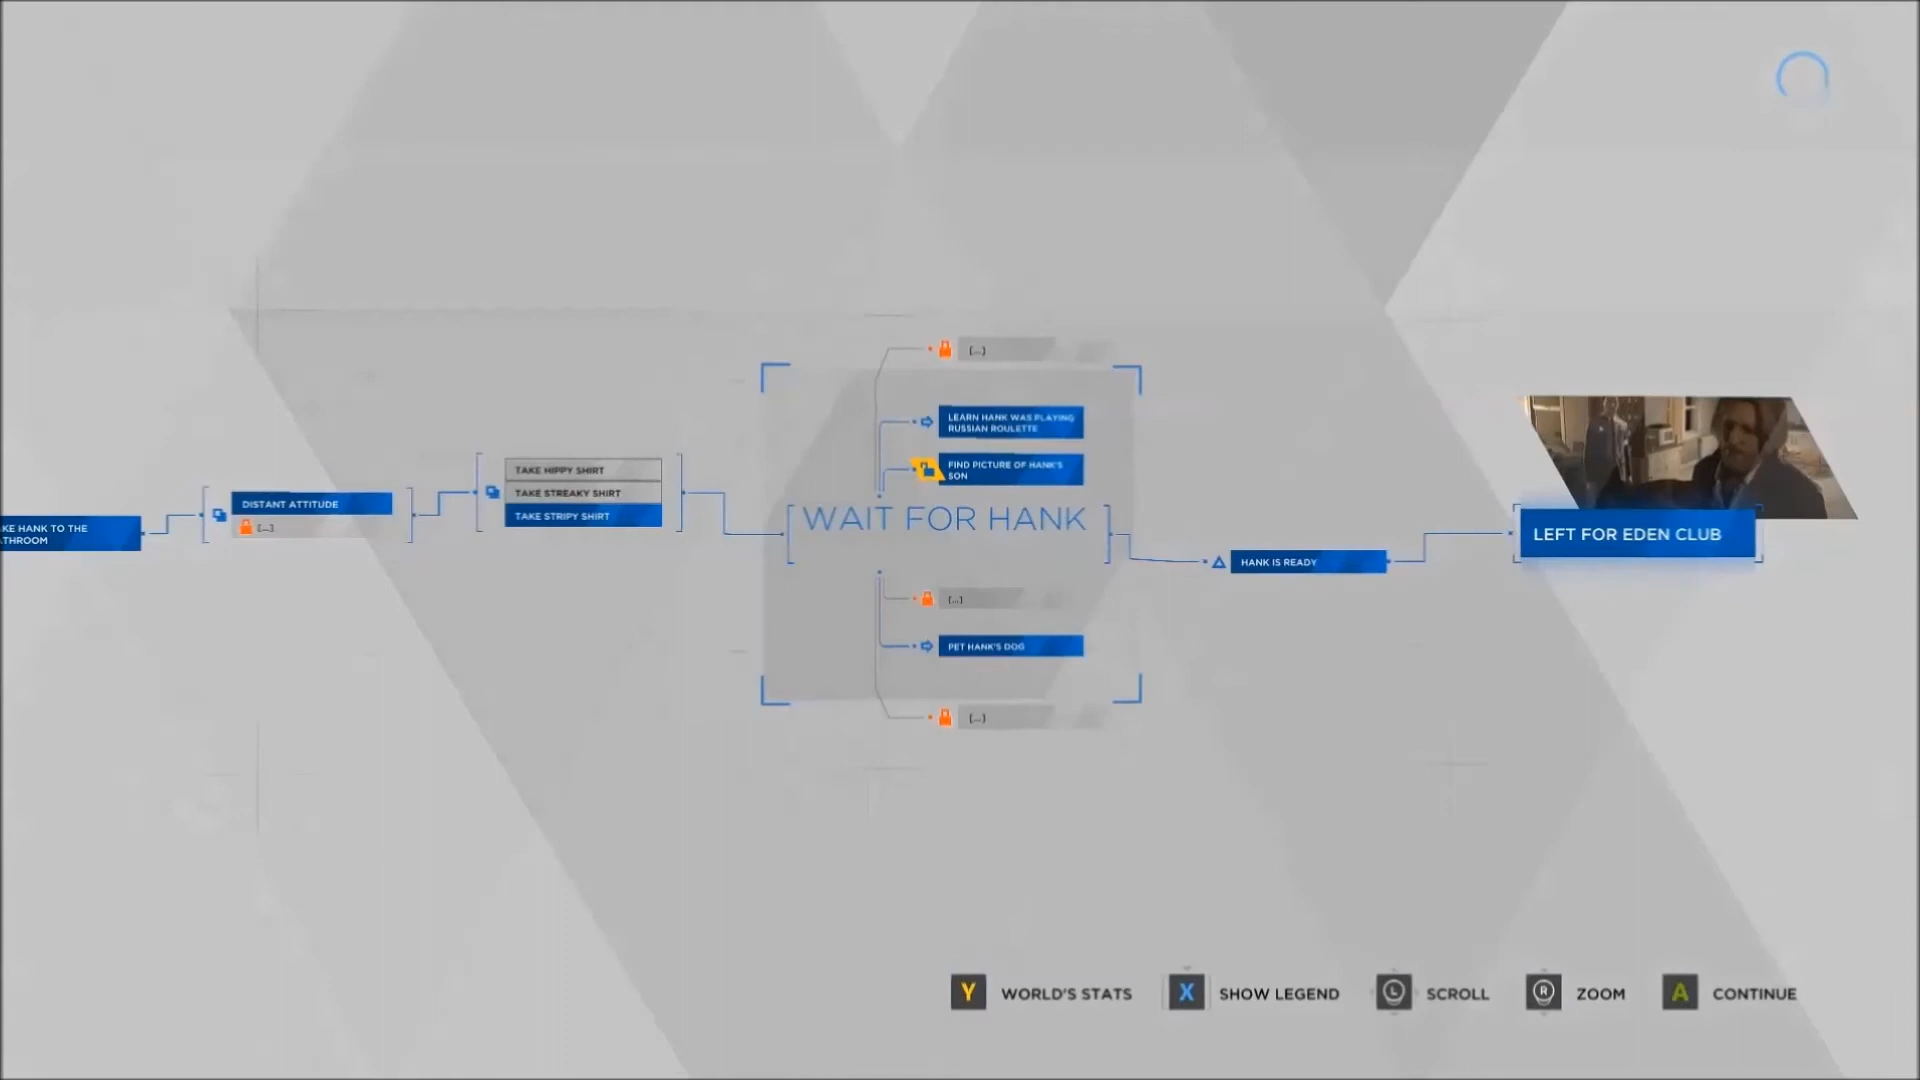 [...]
LEARN HANK WAS PLAYING
RUSSIAN ROULETTE
FIND PICTURE OF HANK'S
SON
TAKE HIPPY SHIRT
TAKE STREAKY SHIRT
TAKE STRIPY SHIRT
DISTANT ATTITUDE
[...]
KE HANK TO THE
THROOM
WAIT FOR HANK
HANK IS READY
LEFT FOR EDEN CLUB
[...]
PET HANK'S DOG
[...]
Y WORLD'S STATS
X SHOW LEGEND
L SCROLL
R ZOOM
A CONTINUE